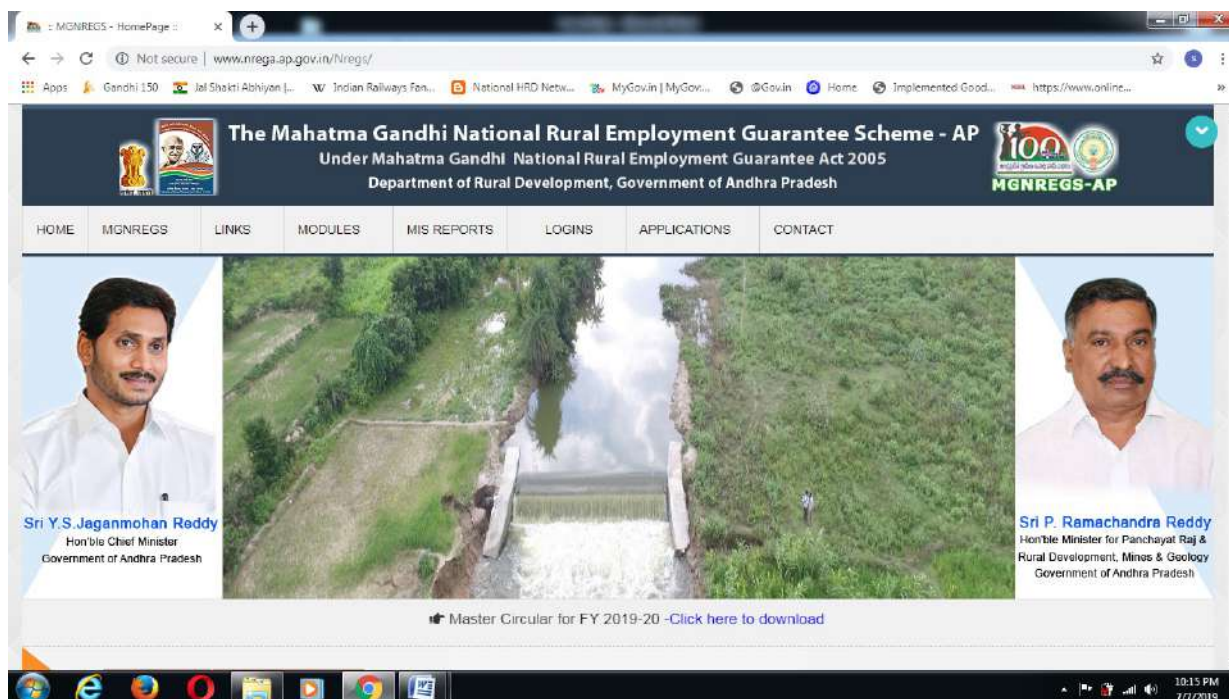 :: MGNREGS - HomePage ::
Not secure | www.nrega.ap.gov.in/Nregs/
Apps Gandhi 150 Jal Shakti Abhiyan |... Indian Railways Fan... National HRD Netw... MyGov.in | MyGov... @Gov.in Home Implemented Good... https://www.online...
The Mahatma Gandhi National Rural Employment Guarantee Scheme - AP
Under Mahatma Gandhi National Rural Employment Guarantee Act 2005
Department of Rural Development, Government of Andhra Pradesh
100
MGNREGS-AP
HOME MGNREGS LINKS MODULES MIS REPORTS LOGINS APPLICATIONS CONTACT
Sri Y.S.Jaganmohan Reddy
Hon'ble Chief Minister
Government of Andhra Pradesh
Sri P. Ramachandra Reddy
Hon'ble Minister for Panchayat Raj &
Rural Development, Mines & Geology
Government of Andhra Pradesh
Master Circular for FY 2019-20 -Click here to download
10:15 PM
7/7/2019